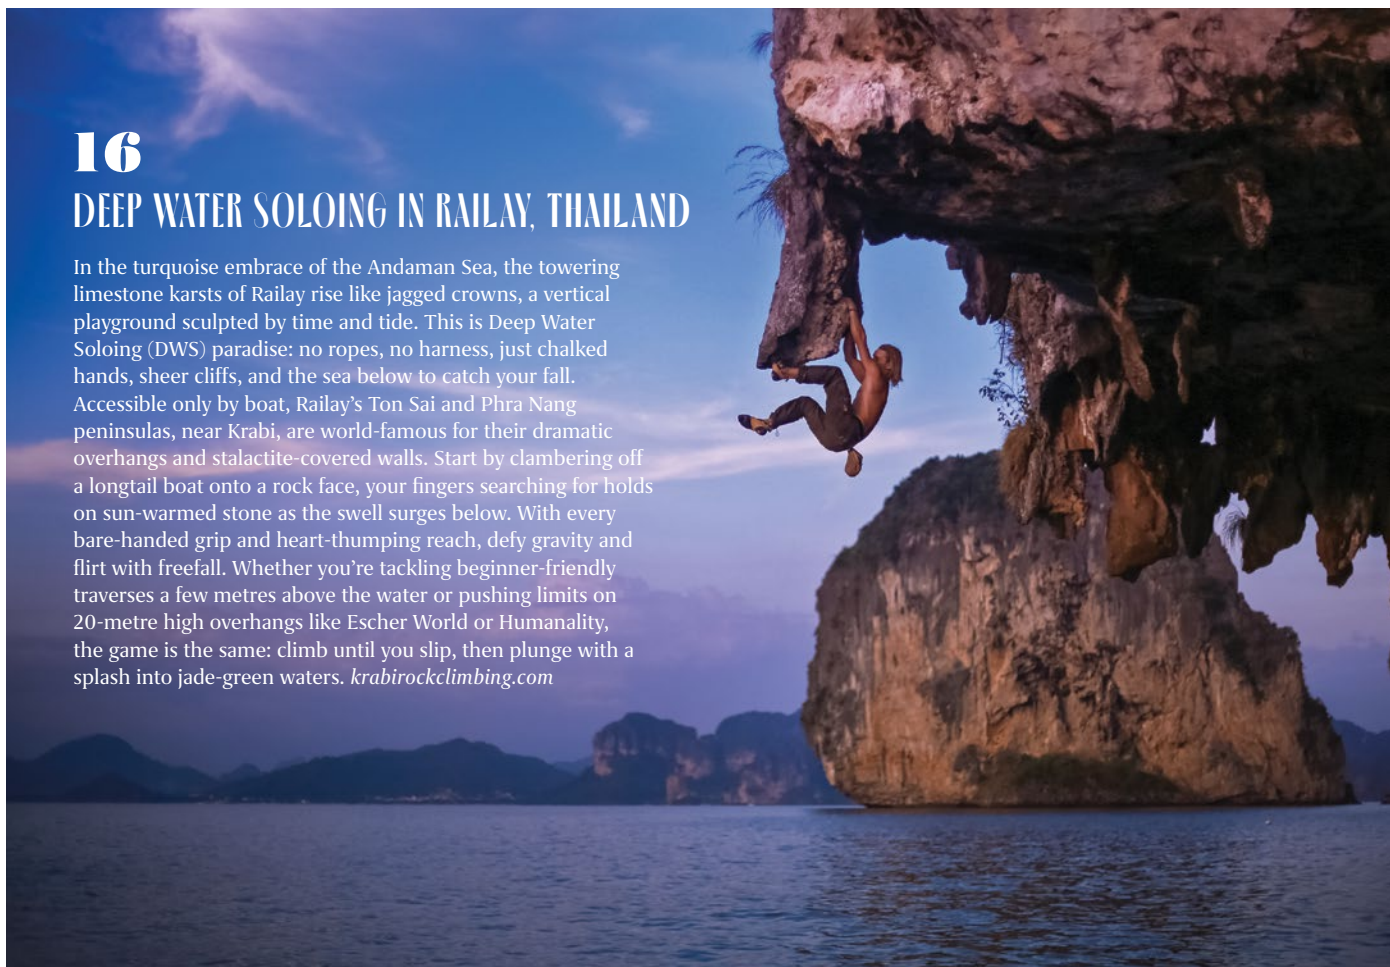 16
DEEP WATER SOLOING IN RAILAY, THAILAND
In the turquoise embrace of the Andaman Sea, the towering
limestone karsts of Railay rise like jagged crowns, a vertical
playground sculpted by time and tide. This is Deep Water
Soloing (DWS) paradise: no ropes, no harness, just chalked
hands, sheer cliffs, and the sea below to catch your fall.
Accessible only by boat, Railay’s Ton Sai and Phra Nang
peninsulas, near Krabi, are world-famous for their dramatic
overhangs and stalactite-covered walls. Start by clambering off
a longtail boat onto a rock face, your fingers searching for holds
on sun-warmed stone as the swell surges below. With every
bare-handed grip and heart-thumping reach, defy gravity and
flirt with freefall. Whether you’re tackling beginner-friendly
traverses a few metres above the water or pushing limits on
20-metre high overhangs like Escher World or Humanality,
the game is the same: climb until you slip, then plunge with a
splash into jade-green waters. krabirockclimbing.com